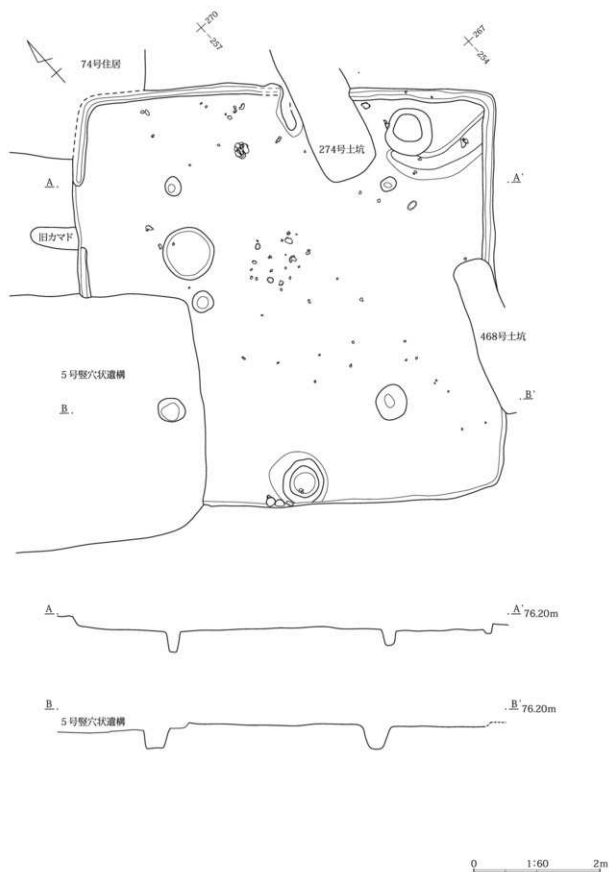 270
-257
267
-254
74号住居
274号土坑
A
A'
旧カマド
468号土坑
5号竪穴状遺構
B
B'
A
A' 76.20m
B
B' 76.20m
5号竪穴状遺構
0 1:60 2m